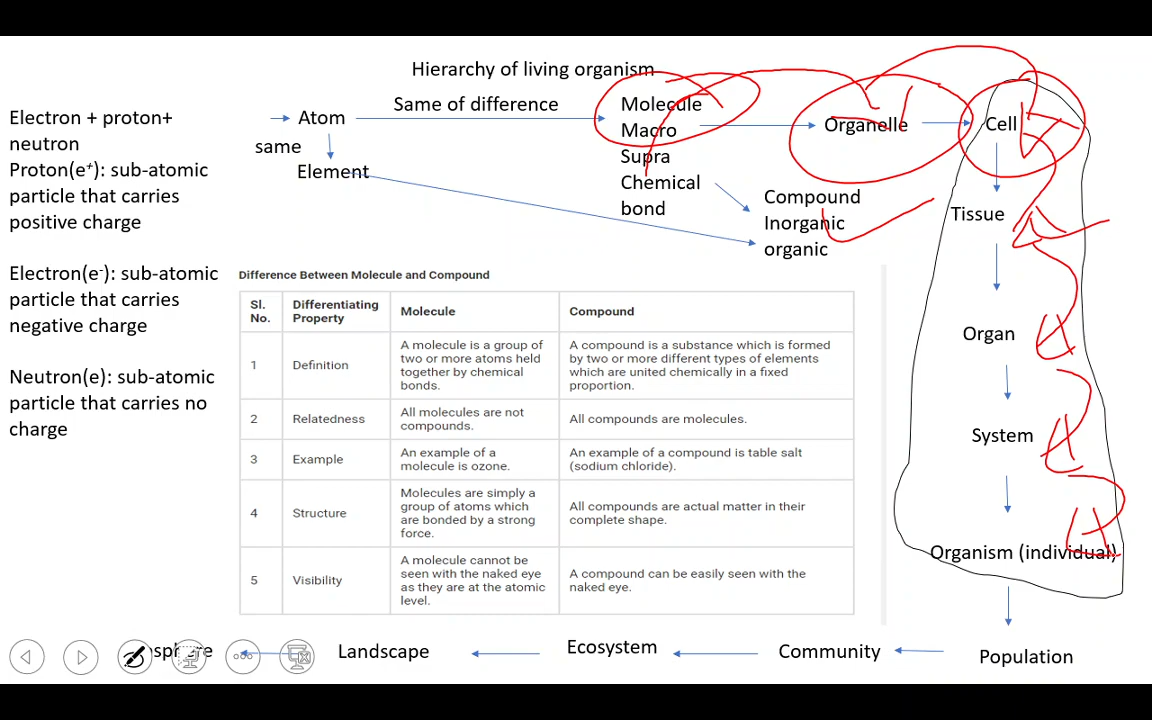 Hierarchy of living organism
Electron + proton+
neutron
Proton(e+): sub-atomic
particle that carries
positive charge
Electron(e-): sub-atomic
particle that carries
negative charge
Neutron(e): sub-atomic
particle that carries no
charge
Atom
same
Element
Same of difference
Molecule
Macro
Supra
Chemical
bond
Compound
Inorganic
organic
Organelle
Cell
Tissue
Organ
System
Organism (individual)
Difference Between Molecule and Compound
Sl. No. Differentiating Property Molecule Compound
1 Definition A molecule is a group of two or more atoms held together by chemical bonds. A compound is a substance which is formed by two or more different types of elements which are united chemically in a fixed proportion.
2 Relatedness All molecules are not compounds. All compounds are molecules.
3 Example An example of a molecule is ozone. An example of a compound is table salt (sodium chloride).
4 Structure Molecules are simply a group of atoms which are bonded by a strong force. All compounds are actual matter in their complete shape.
5 Visibility A molecule cannot be seen with the naked eye as they are at the atomic level. A compound can be easily seen with the naked eye.
Population
Community
Ecosystem
Landscape